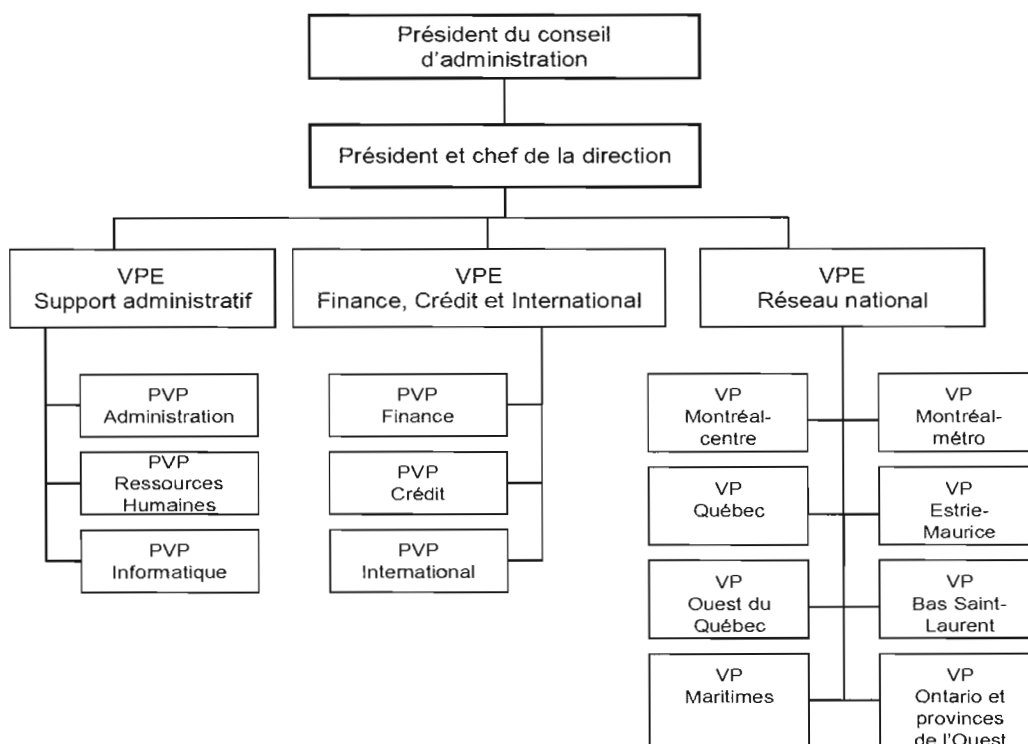 Président du conseil
d'administration
Président et chef de la direction
VPE
Support administratif
VPE
Finance, Crédit et International
VPE
Réseau national
PVP
Administration
PVP
Ressources
Humaines
PVP
Informatique
PVP
Finance
PVP
Crédit
PVP
International
VP
Montréal-
centre
VP
Montréal-
métro
VP
Québec
VP
Estrie-
Maurice
VP
Ouest du
Québec
VP
Bas Saint-
Laurent
VP
Maritimes
VP
Ontario et
provinces
de l'Ouest